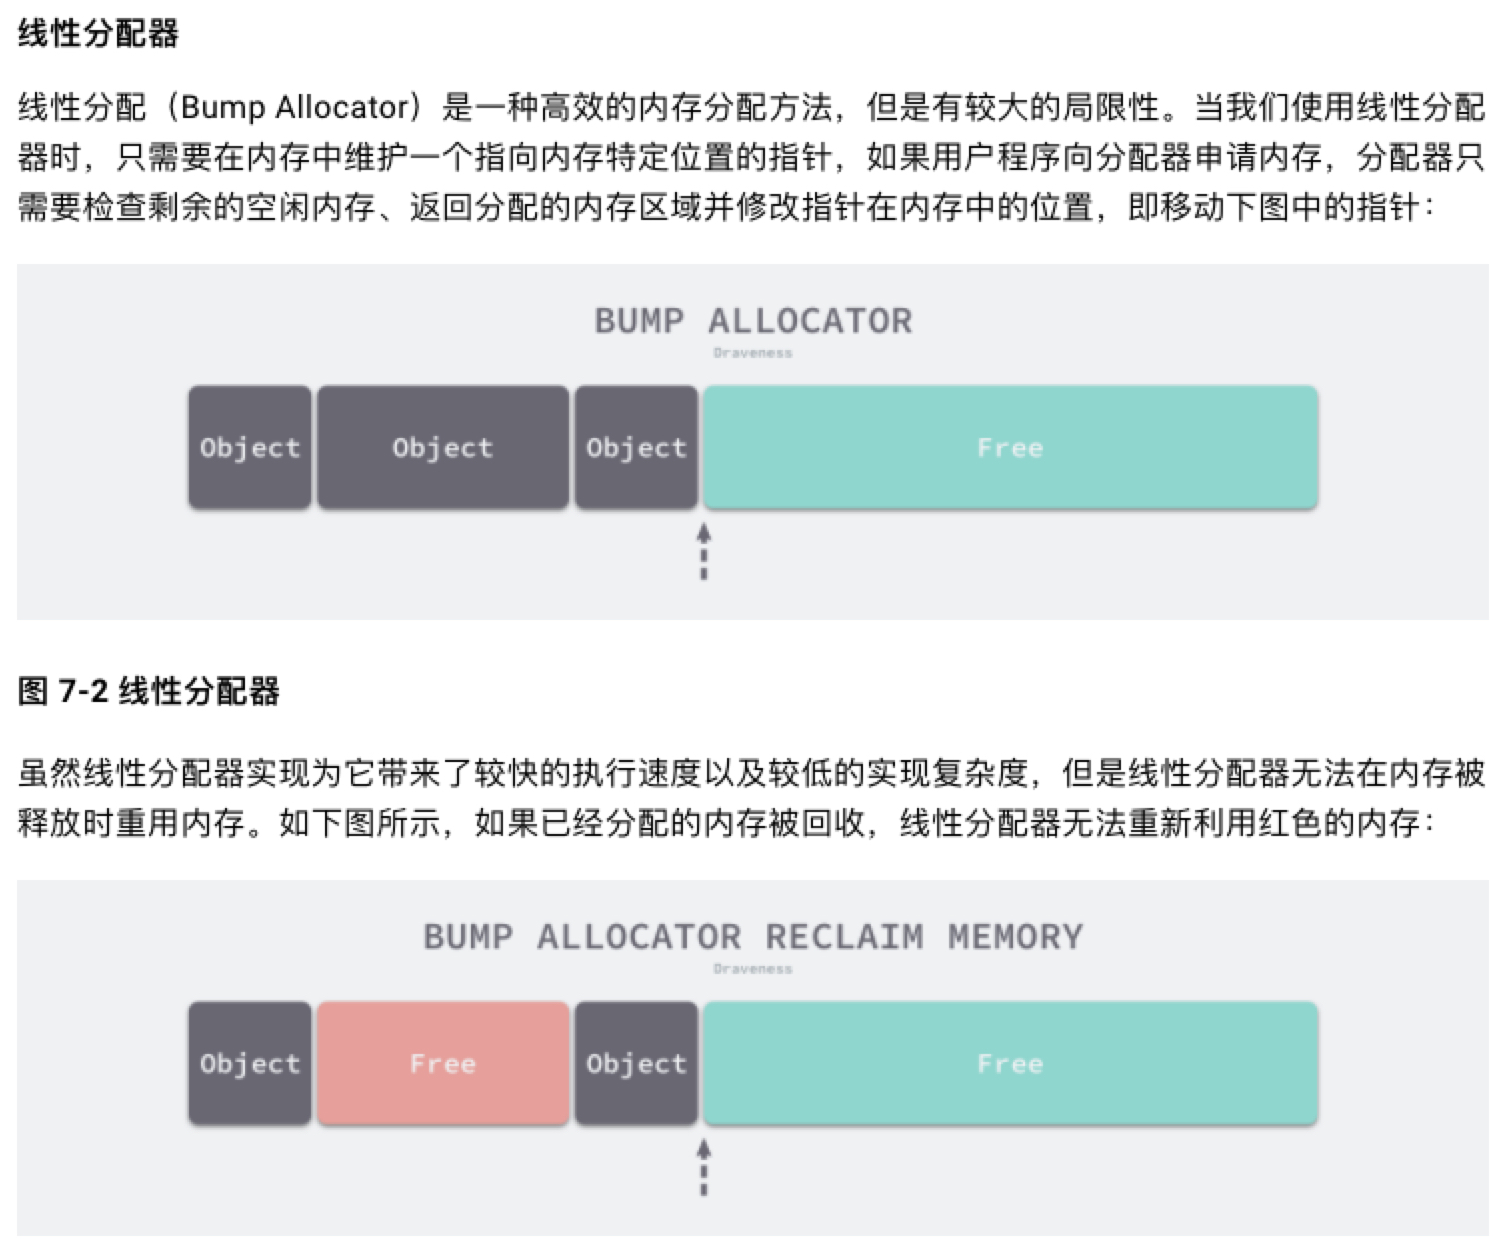 线性分配器
线性分配（Bump Allocator）是一种高效的内存分配方法，但是有较大的局限性。当我们使用线性分配
器时，只需要在内存中维护一个指向内存特定位置的指针，如果用户程序向分配器申请内存，分配器只
需要检查剩余的空闲内存、返回分配的内存区域并修改指针在内存中的位置，即移动下图中的指针：
BUMP ALLOCATOR
Draveness
Object Object Object Free
图 7-2 线性分配器
虽然线性分配器实现为它带来了较快的执行速度以及较低的实现复杂度，但是线性分配器无法在内存被
释放时重用内存。如下图所示，如果已经分配的内存被回收，线性分配器无法重新利用红色的内存：
BUMP ALLOCATOR RECLAIM MEMORY
Draveness
Object Free Object Free